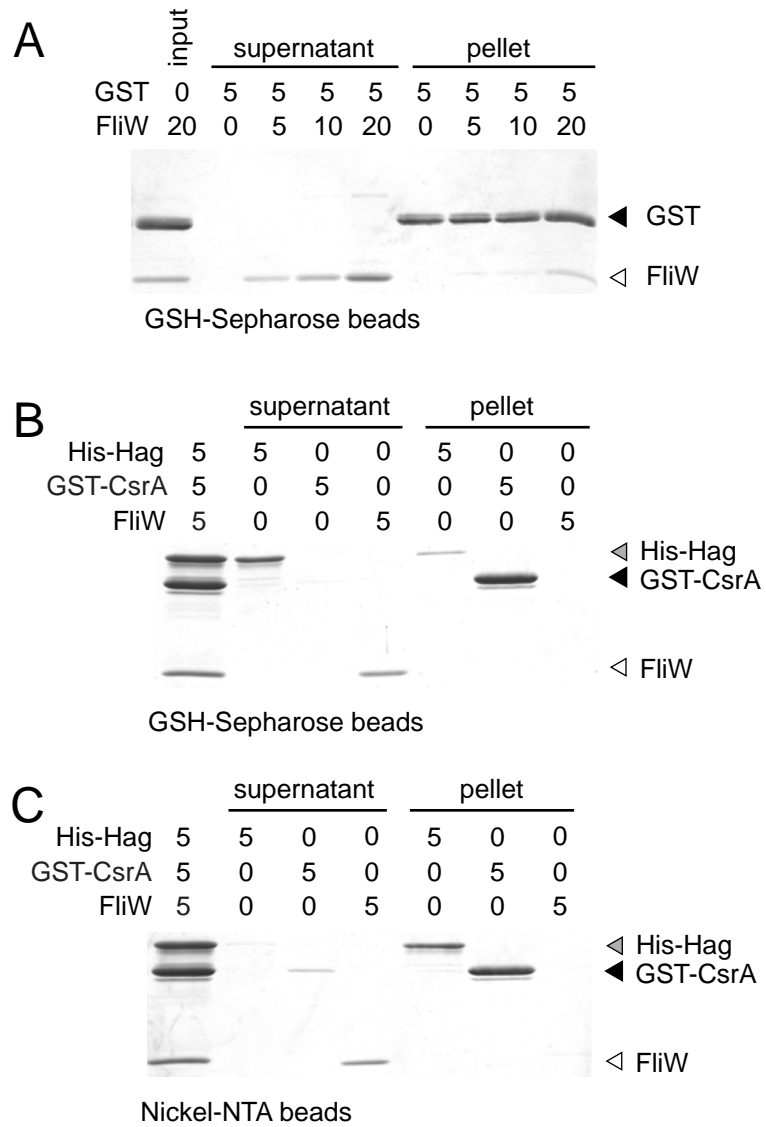 A
input
supernatant pellet
GST 0 5 5 5 5 5 5 5 5
FliW 20 0 5 10 20 0 5 10 20
GST
FliW
GSH-Sepharose beads
B
supernatant pellet
His-Hag 5 5 0 0 5 0 0
GST-CsrA 5 0 5 0 0 5 0
FliW 5 0 0 5 0 0 5
His-Hag
GST-CsrA
FliW
GSH-Sepharose beads
C
supernatant pellet
His-Hag 5 5 0 0 5 0 0
GST-CsrA 5 0 5 0 0 5 0
FliW 5 0 0 5 0 0 5
His-Hag
GST-CsrA
FliW
Nickel-NTA beads